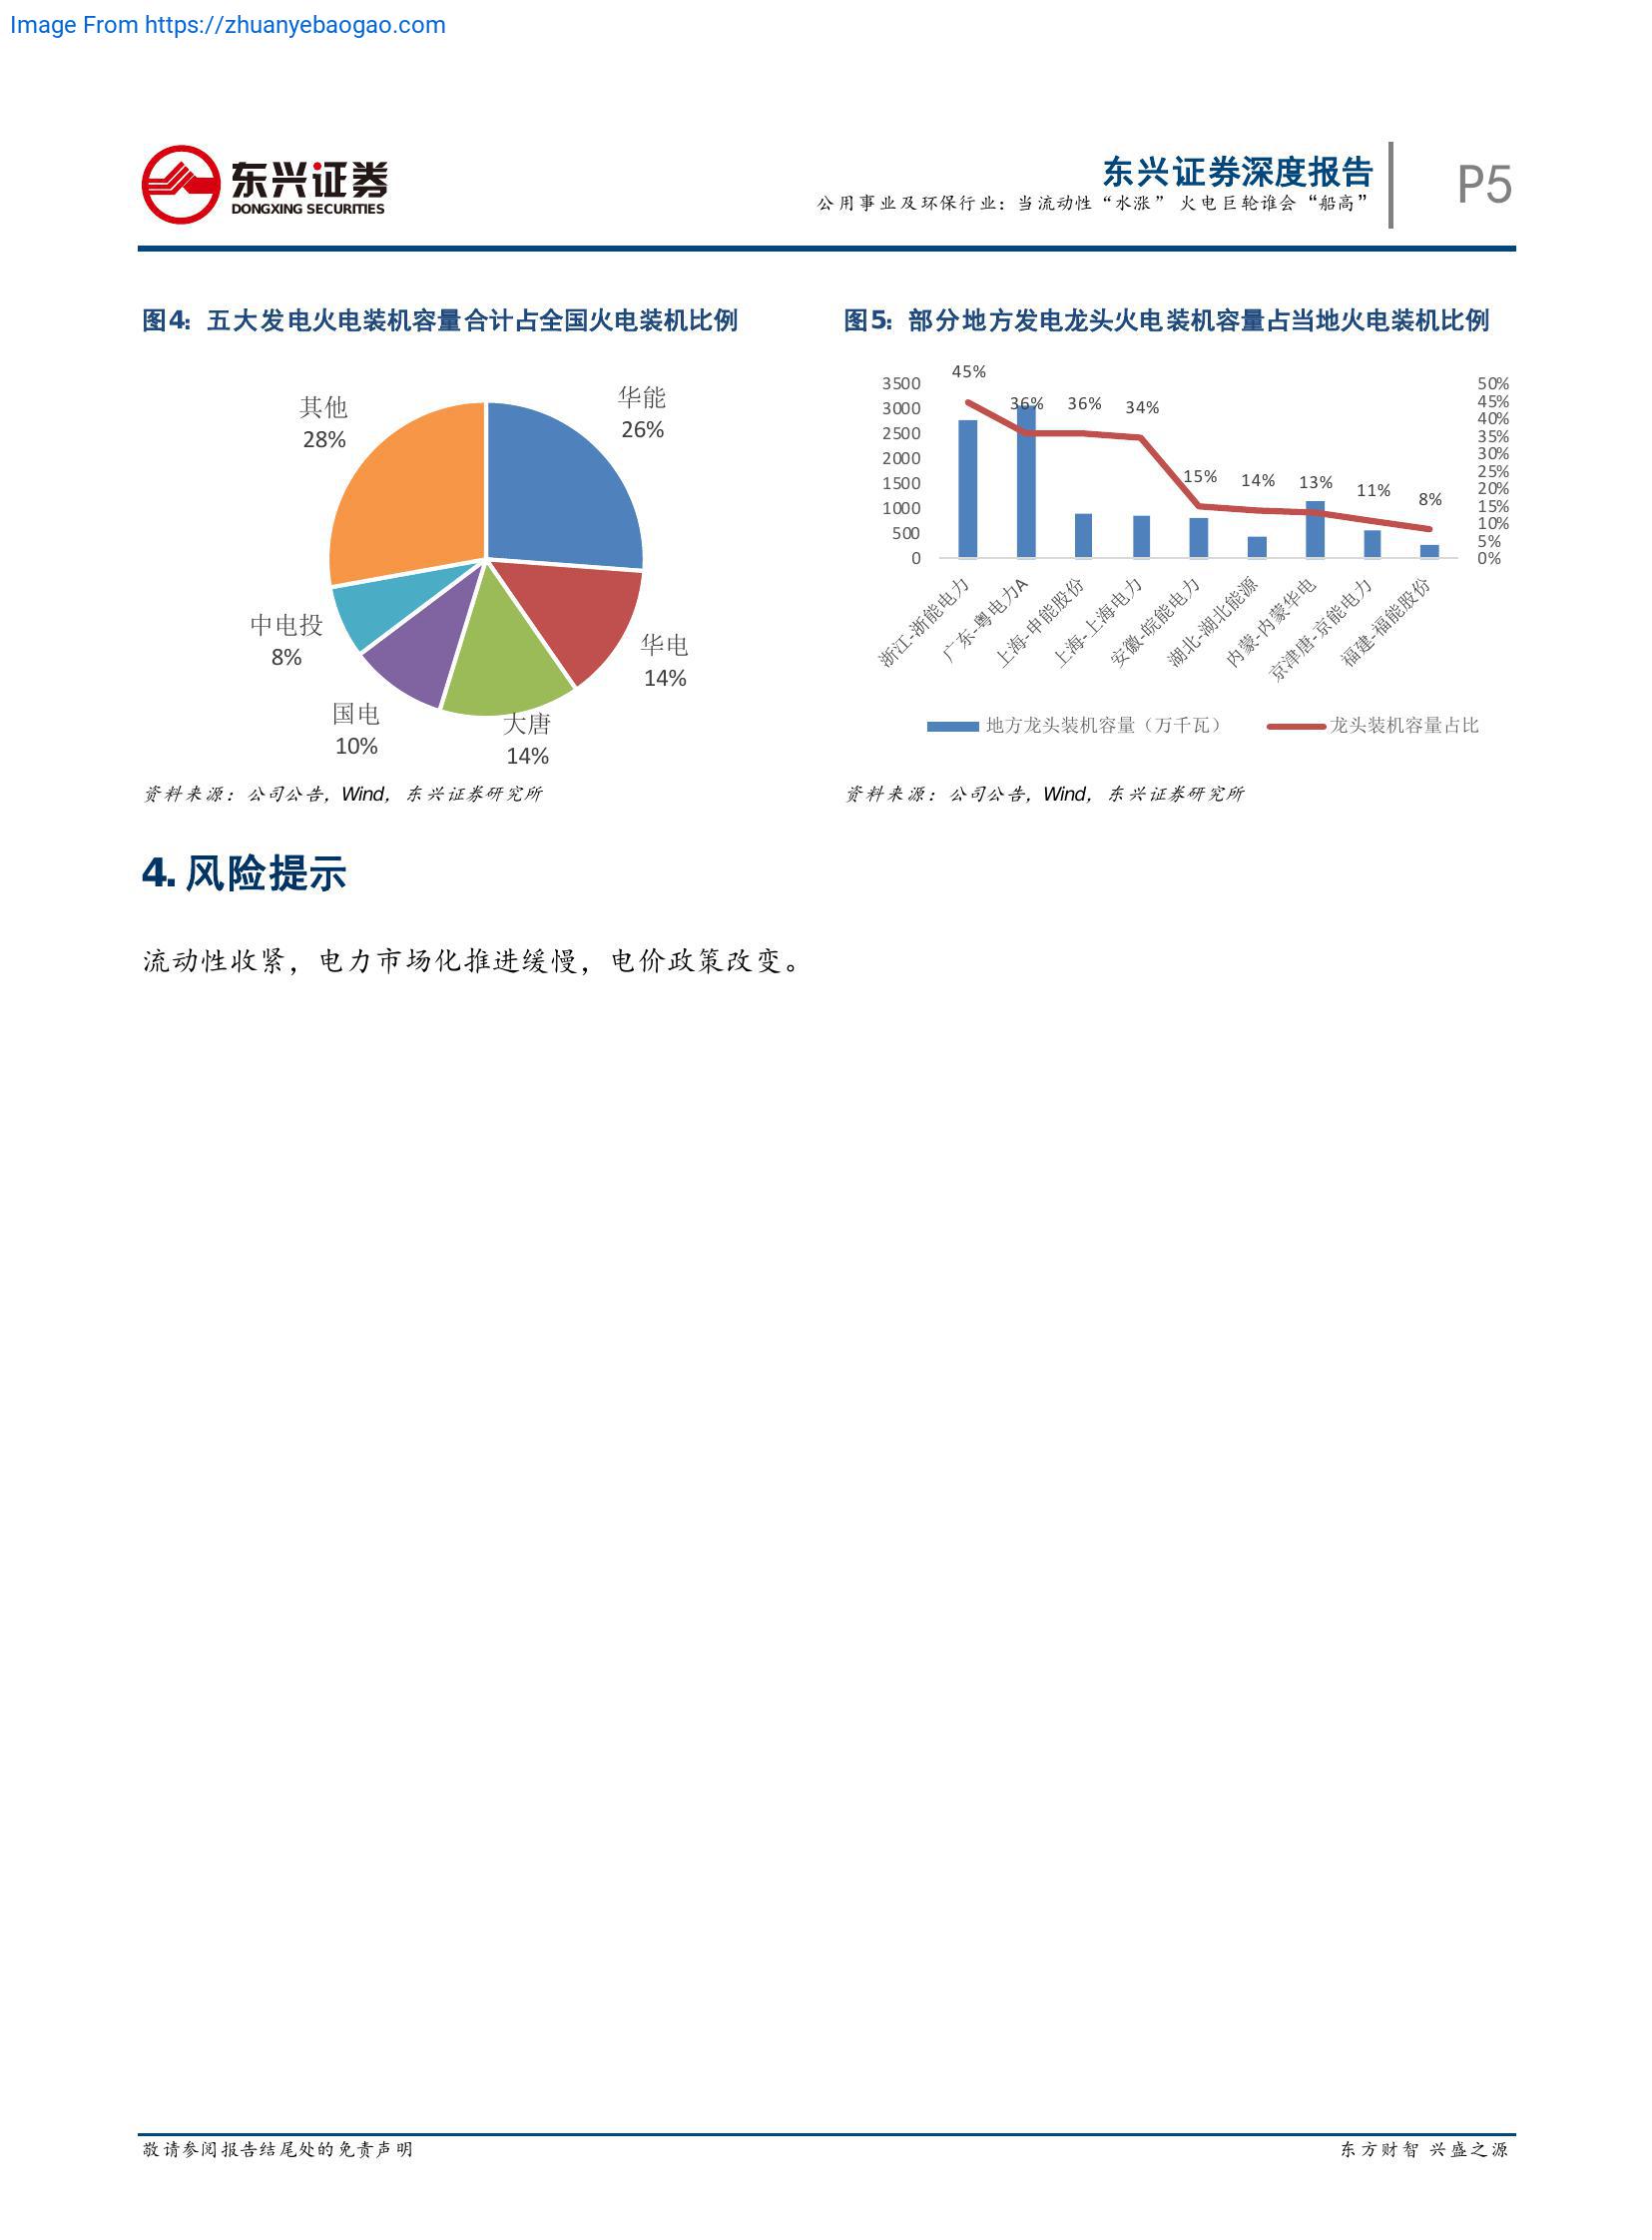 Image From https://zhuanyebaogao.com
东兴证券
DONGXING SECURITIES
东兴证券深度报告
公用事业及环保行业：当流动性“水涨” 火电巨轮谁会“船高”
P5
图4：五大发电火电装机容量合计占全国火电装机比例
其他
28%
华能
26%
中电投
8%
华电
14%
国电
10%
大唐
14%
资料来源：公司公告，Wind，东兴证券研究所
图5：部分地方发电龙头火电装机容量占当地火电装机比例
3500
3000
2500
2000
1500
1000
500
0
45%
36%
36%
34%
15%
14%
13%
11%
8%
50%
45%
40%
35%
30%
25%
20%
15%
10%
5%
0%
浙江-浙能电力
广东-粤电力A
上海-申能股份
上海-上海电力
安徽-皖能电力
湖北-湖北能源
内蒙-内蒙华电
京津唐-京能电力
福建-福能股份
地方龙头装机容量（万千瓦）
龙头装机容量占比
资料来源：公司公告，Wind，东兴证券研究所
4. 风险提示
流动性收紧，电力市场化推进缓慢，电价政策改变。
敬请参阅报告结尾处的免责声明
东方财智 兴盛之源